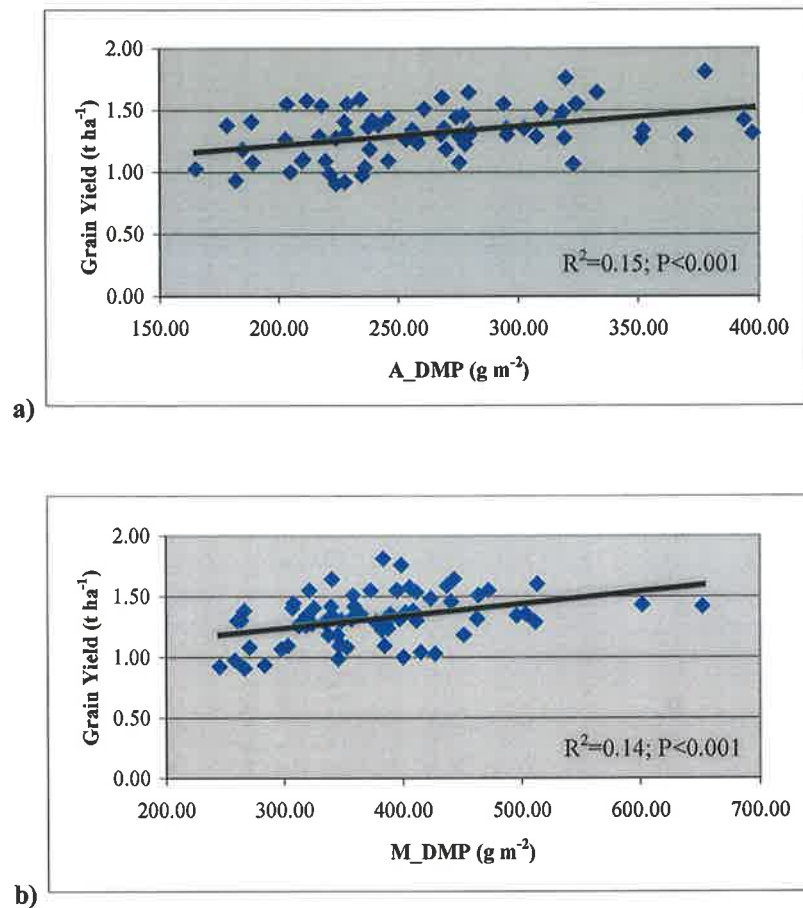 2.00
1.50
1.00
0.50
0.00
Grain Yield (t ha⁻¹)
R²=0.15; P<0.001
150.00 200.00 250.00 300.00 350.00 400.00
A_DMP (g m⁻²)
a)
2.00
1.50
1.00
0.50
0.00
Grain Yield (t ha⁻¹)
R²=0.14; P<0.001
200.00 300.00 400.00 500.00 600.00 700.00
M_DMP (g m⁻²)
b)